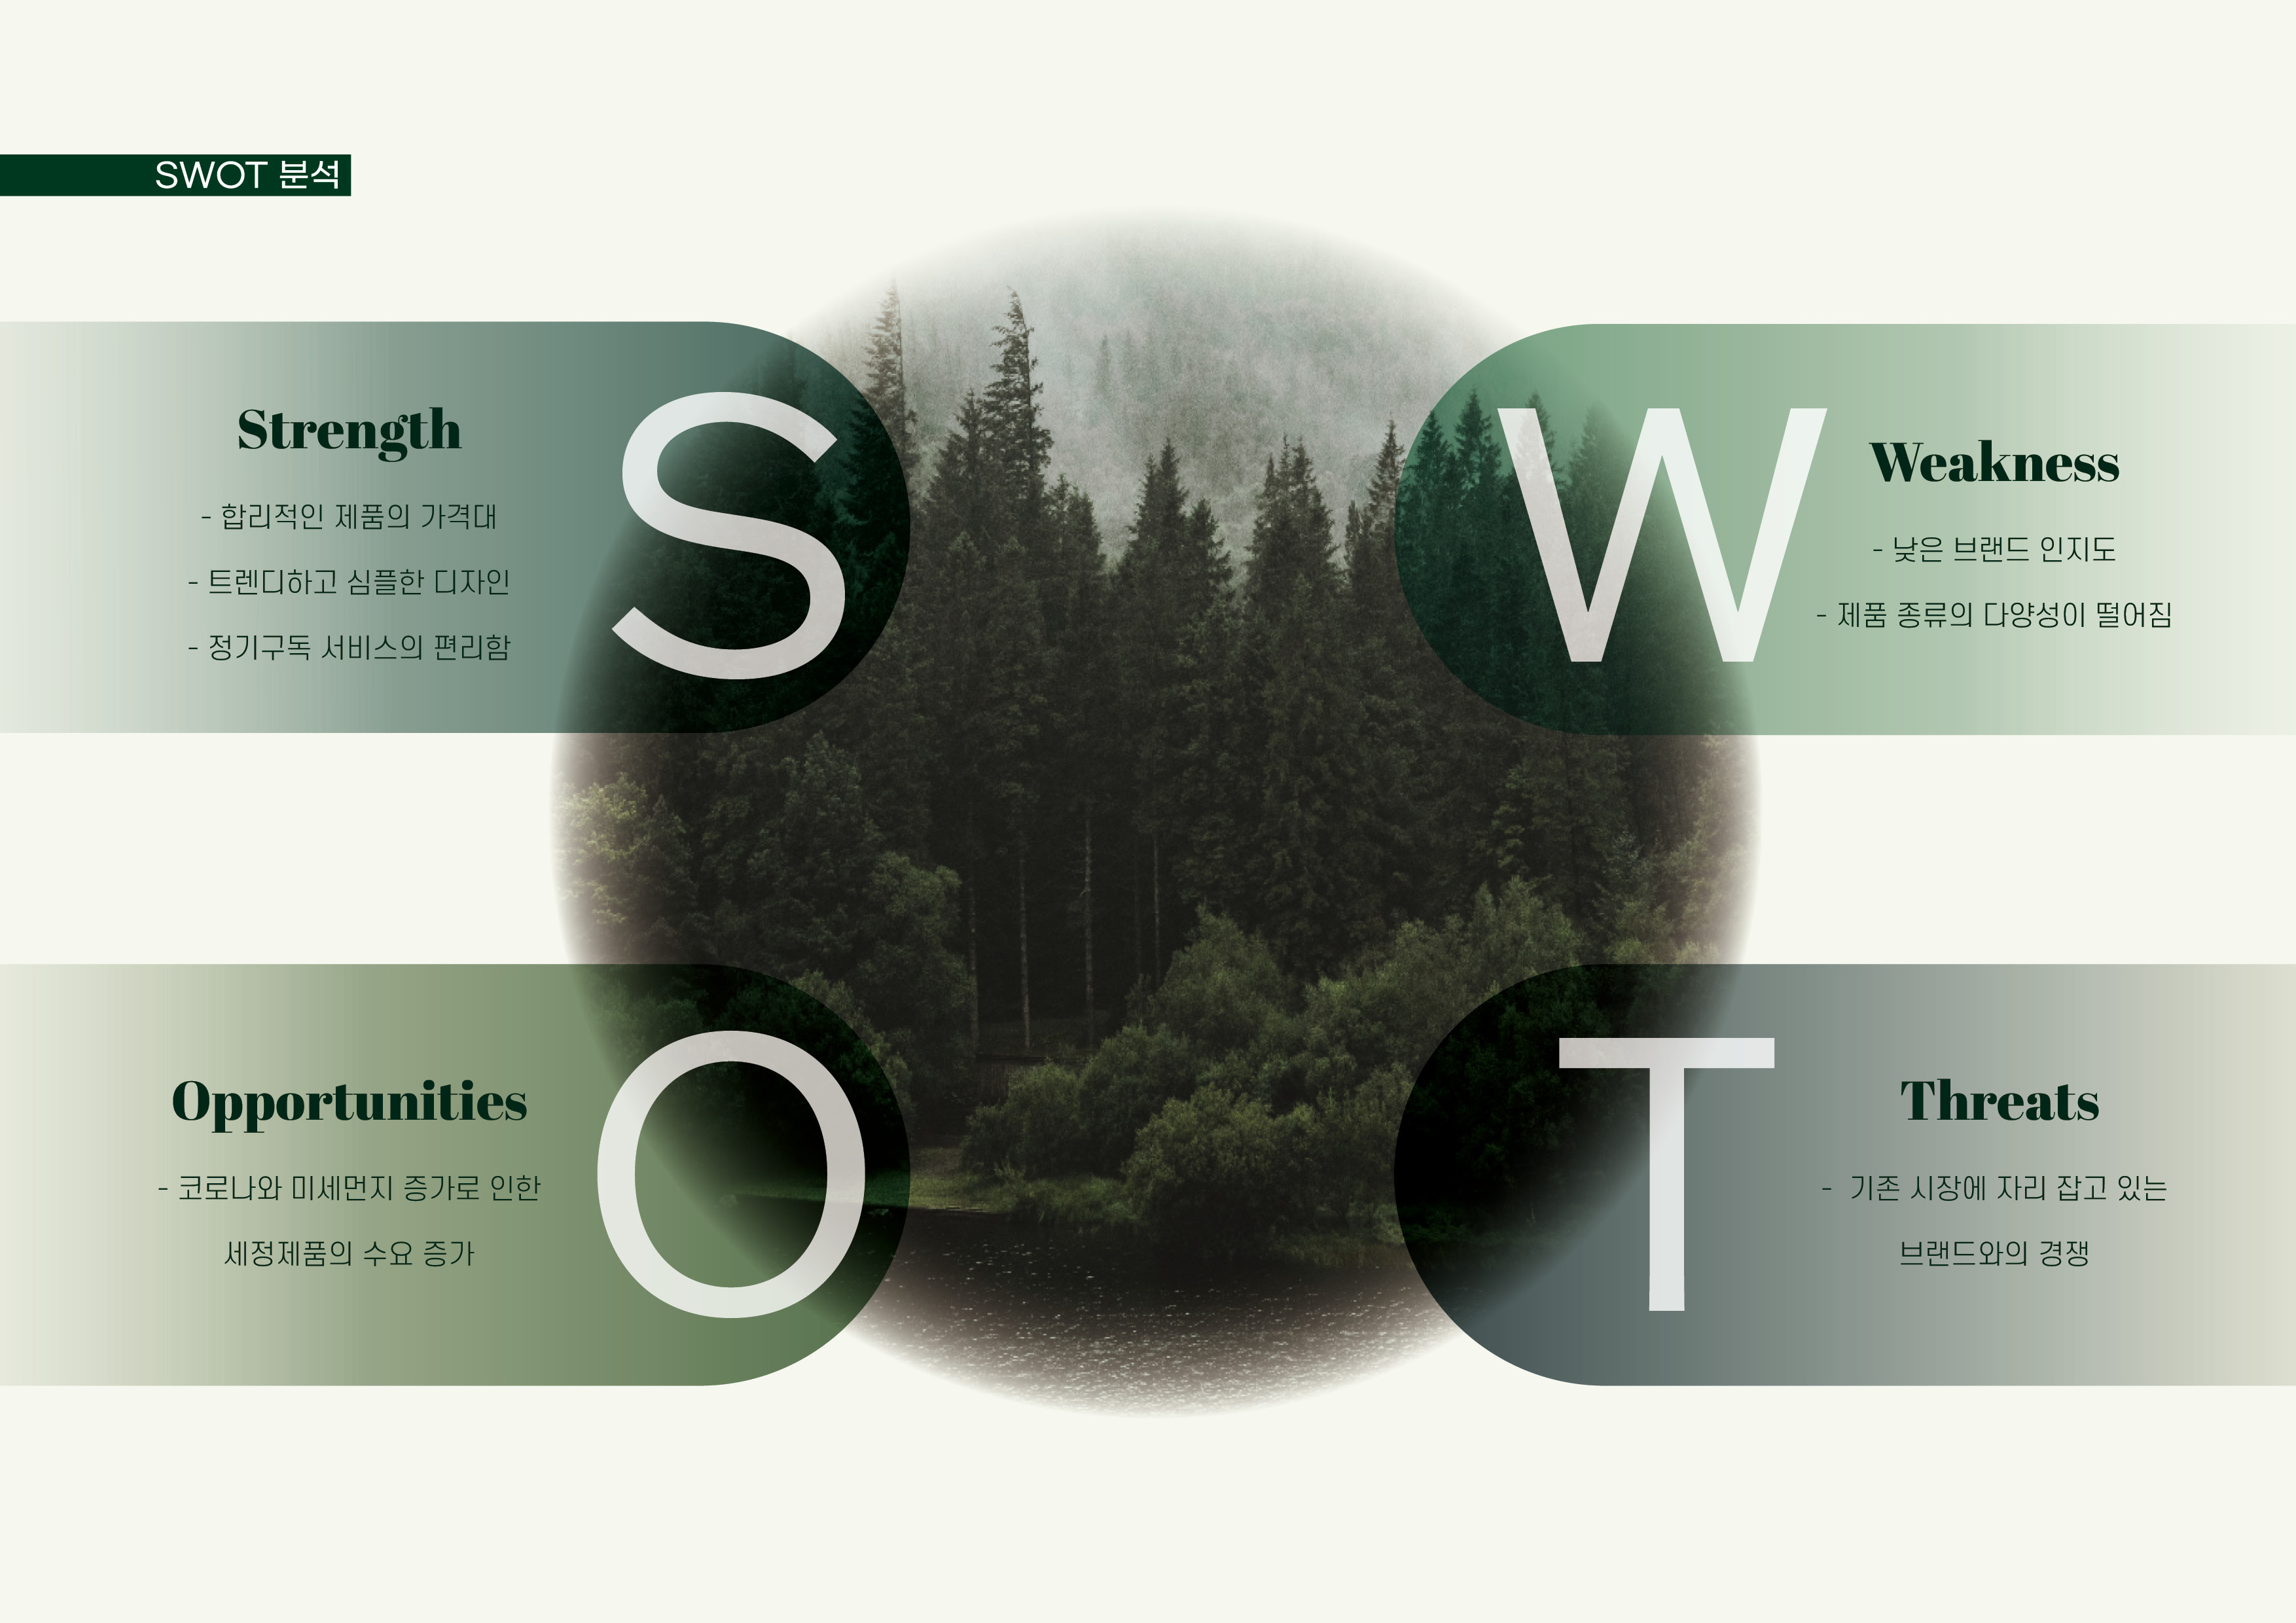 SWOT 분석
S
Strength
- 합리적인 제품의 가격대
- 트렌디하고 심플한 디자인
- 정기구독 서비스의 편리함
W
Weakness
- 낮은 브랜드 인지도
- 제품 종류의 다양성이 떨어짐
O
Opportunities
- 코로나와 미세먼지 증가로 인한
세정제품의 수요 증가
T
Threats
- 기존 시장에 자리 잡고 있는
브랜드와의 경쟁